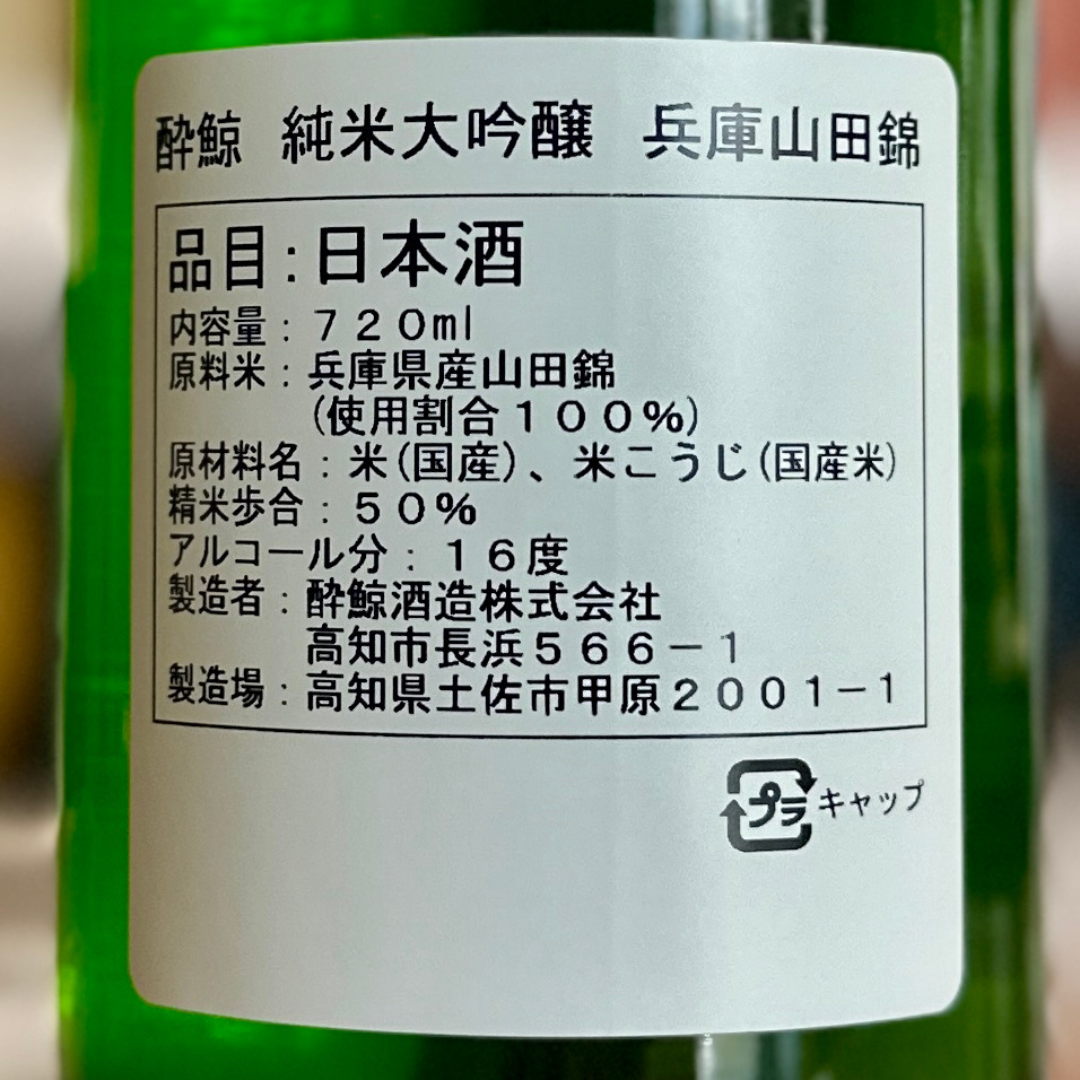 酔鯨 純米大吟醸 兵庫山田錦
品目:日本酒
内容量:720ml
原料米:兵庫県産山田錦
(使用割合100%)
原材料名:米(国産)、米こうじ(国産米)
精米歩合:50%
アルコール分:16度
製造者:酔鯨酒造株式会社
高知市長浜566-1
製造場:高知県土佐市甲原2001-1
プラ キャップ